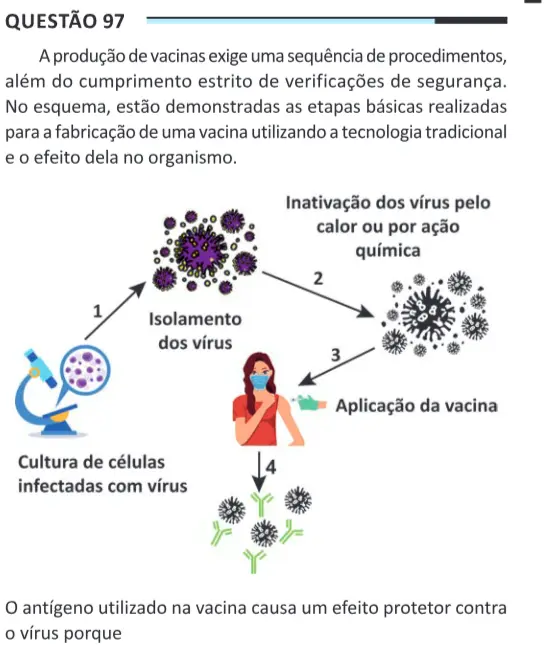 QUESTÃO 97
A produção de vacinas exige uma sequência de procedimentos,
além do cumprimento estrito de verificações de segurança.
No esquema, estão demonstradas as etapas básicas realizadas
para a fabricação de uma vacina utilizando a tecnologia tradicional
e o efeito dela no organismo.
Inativação dos vírus pelo
calor ou por ação
química
2
1
Isolamento
dos vírus
3
Aplicação da vacina
Cultura de células
infectadas com vírus
4
O antígeno utilizado na vacina causa um efeito protetor contra
o vírus porque